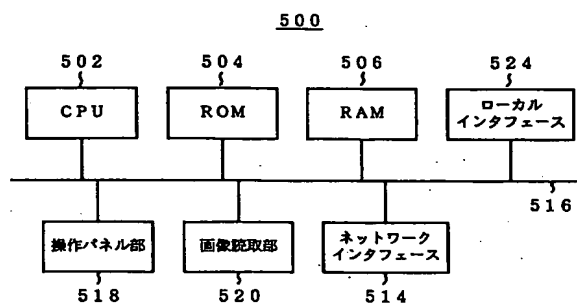 500
502 504 506 524
CPU ROM RAM ローカル
インタフェース
516
操作パネル部 画像読取部 ネットワーク
インタフェース
518 520 514